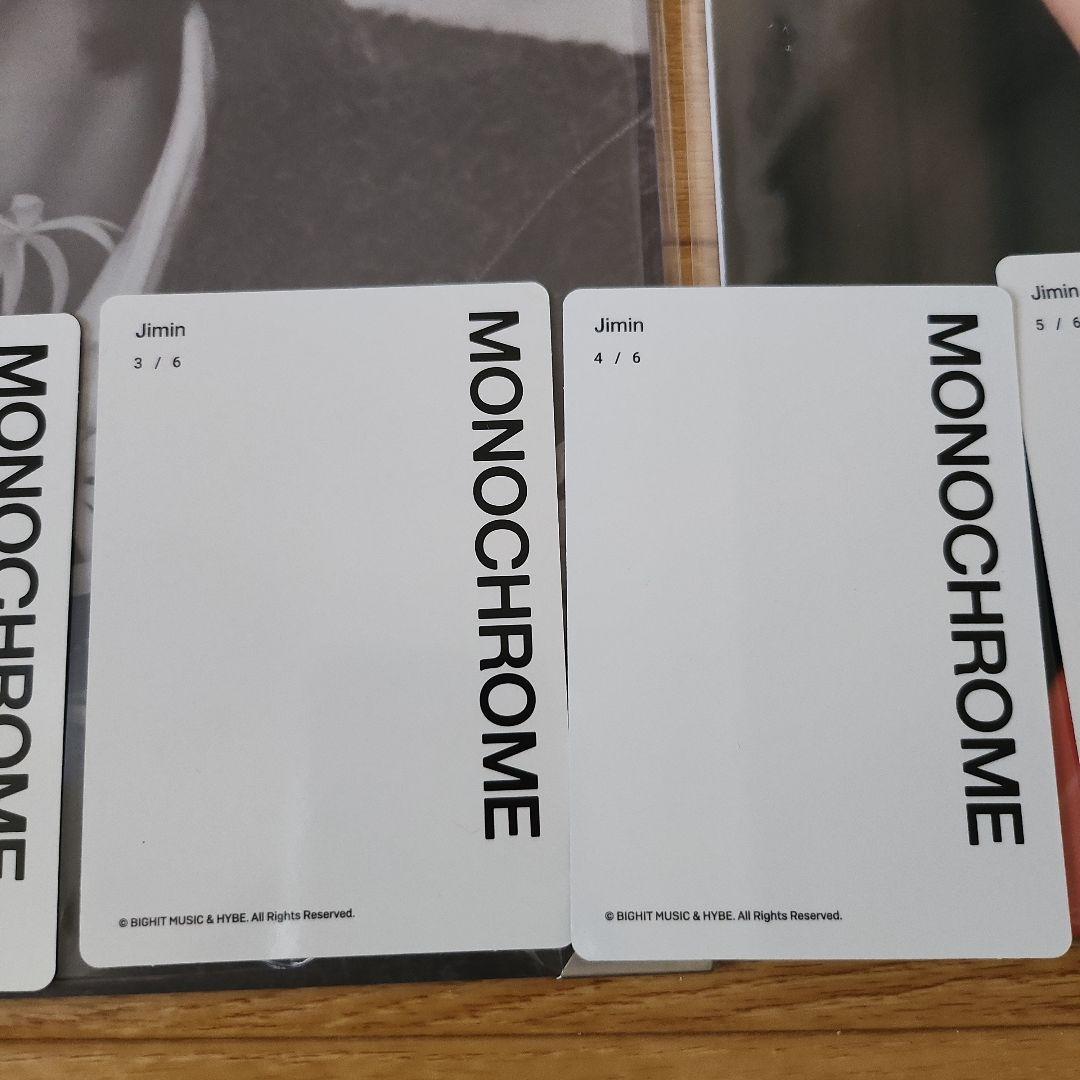 MONOCHROME
Jimin
3 / 6
MONOCHROME
© BIGHIT MUSIC & HYBE. All Rights Reserved.
Jimin
4 / 6
MONOCHROME
© BIGHIT MUSIC & HYBE. All Rights Reserved.
Jimin
5 / 6